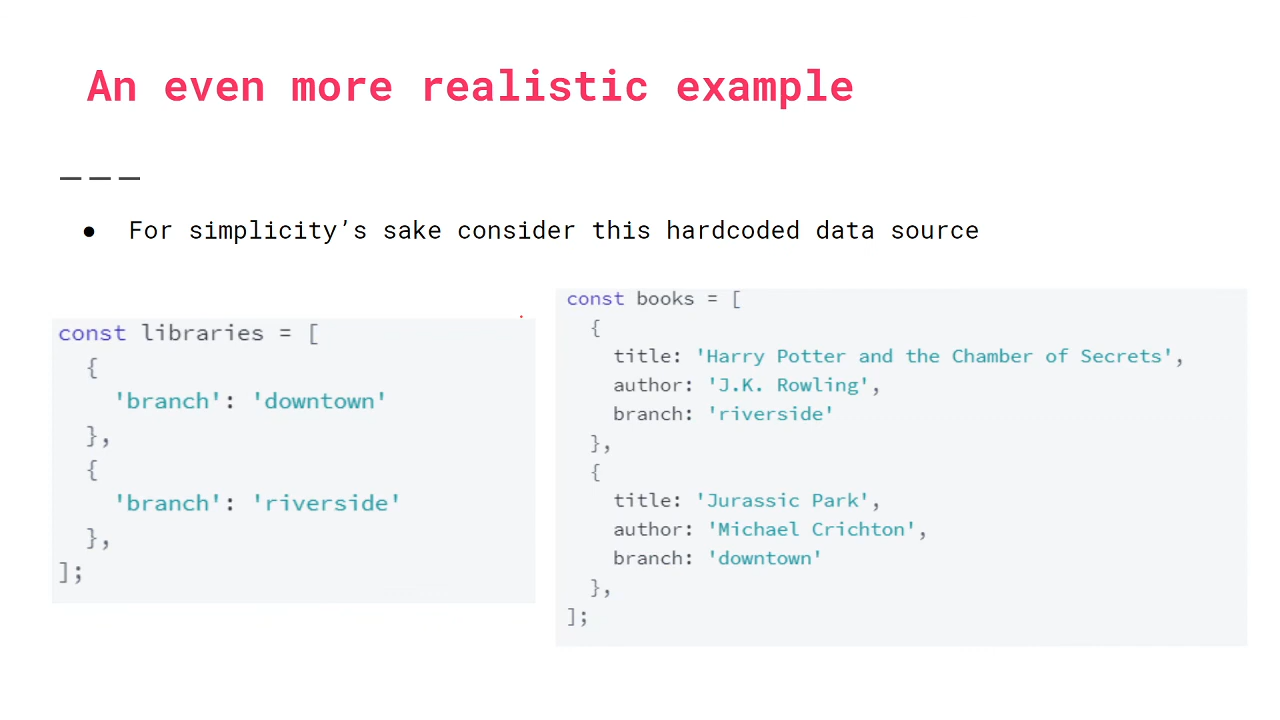 An even more realistic example
● For simplicity’s sake consider this hardcoded data source
const libraries = [
  {
    'branch': 'downtown'
  },
  {
    'branch': 'riverside'
  },
];
const books = [
  {
    title: 'Harry Potter and the Chamber of Secrets',
    author: 'J.K. Rowling',
    branch: 'riverside'
  },
  {
    title: 'Jurassic Park',
    author: 'Michael Crichton',
    branch: 'downtown'
  },
];